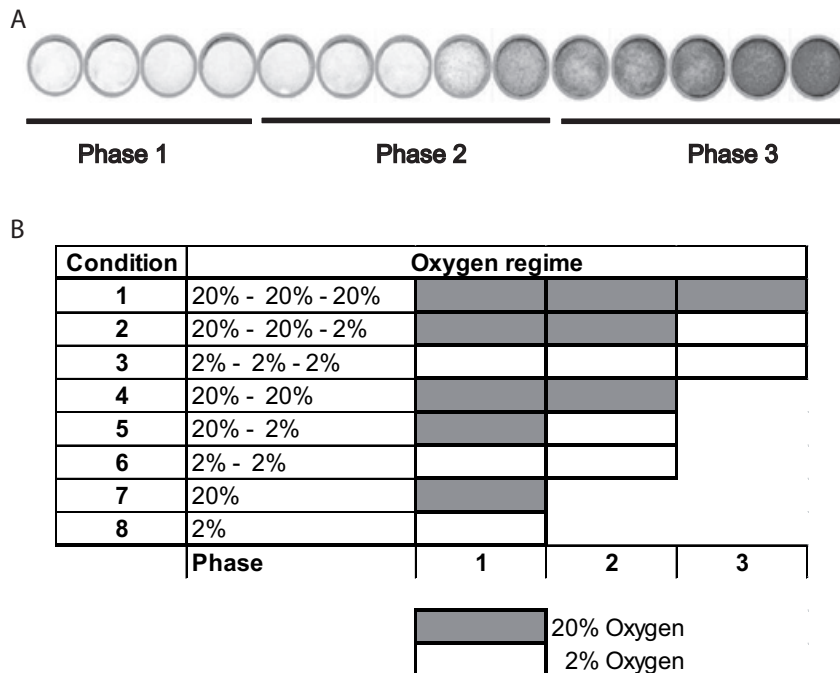 A
Phase 1 Phase 2 Phase 3
B
Condition Oxygen regime
1 20% - 20% - 20%
2 20% - 20% - 2%
3 2% - 2% - 2%
4 20% - 20%
5 20% - 2%
6 2% - 2%
7 20%
8 2%
Phase 1 2 3
20% Oxygen
2% Oxygen